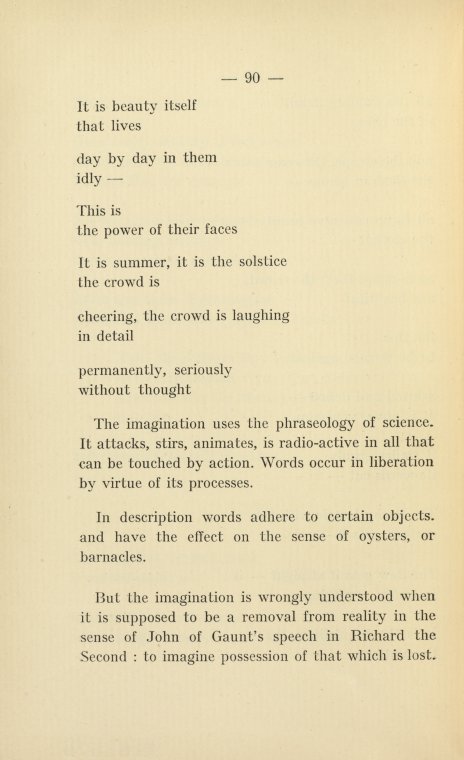 — 90 —
It is beauty itself
that lives
day by day in them
idly —
This is
the power of their faces
It is summer, it is the solstice
the crowd is
cheering, the crowd is laughing
in detail
permanently, seriously
without thought
The imagination uses the phraseology of science.
It attacks, stirs, animates, is radio-active in all that
can be touched by action. Words occur in liberation
by virtue of its processes.
In description words adhere to certain objects.
and have the effect on the sense of oysters, or
barnacles.
But the imagination is wrongly understood when
it is supposed to be a removal from reality in the
sense of John of Gaunt's speech in Richard the
Second : to imagine possession of that which is lost.